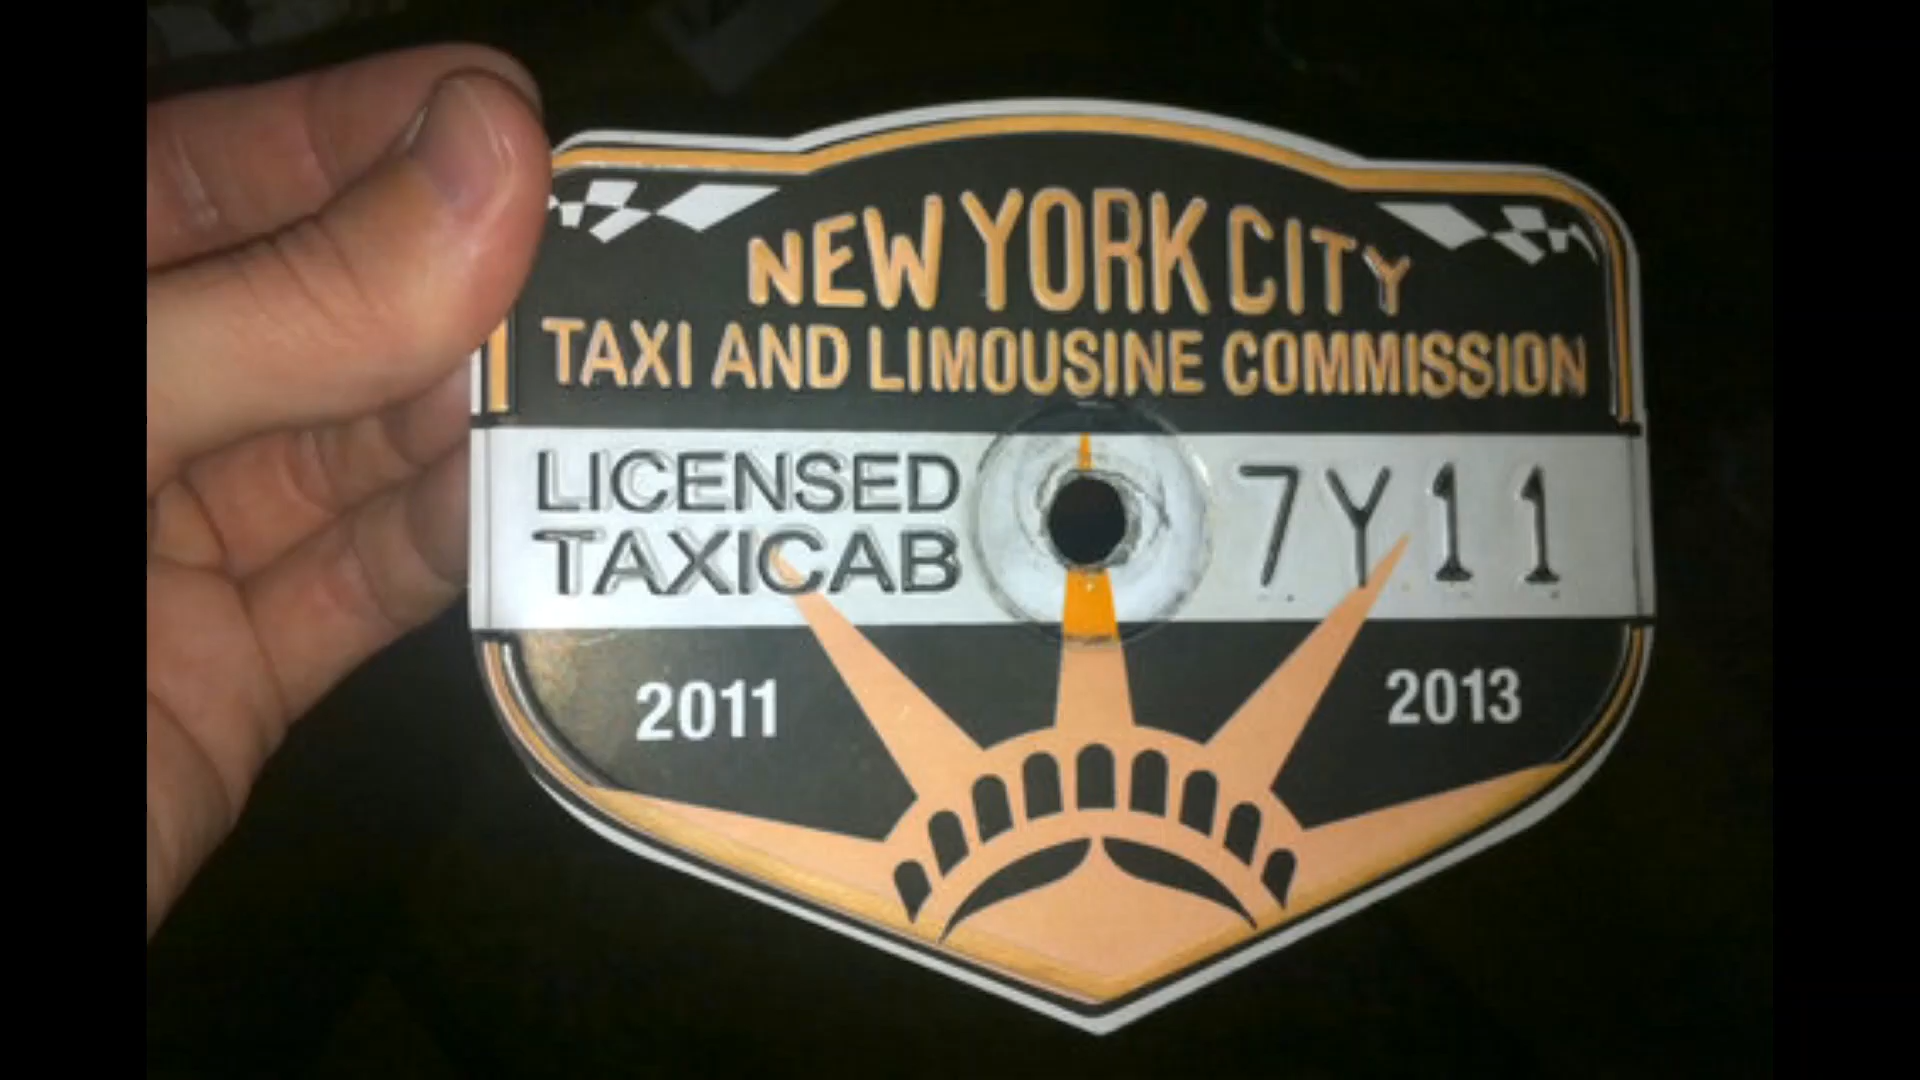 NEW YORK CITY
TAXI AND LIMOUSINE COMMISSION
LICENSED
TAXICAB
7Y11
2011
2013